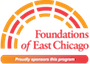 Foundations
of East Chicago
Proudly sponsors this program